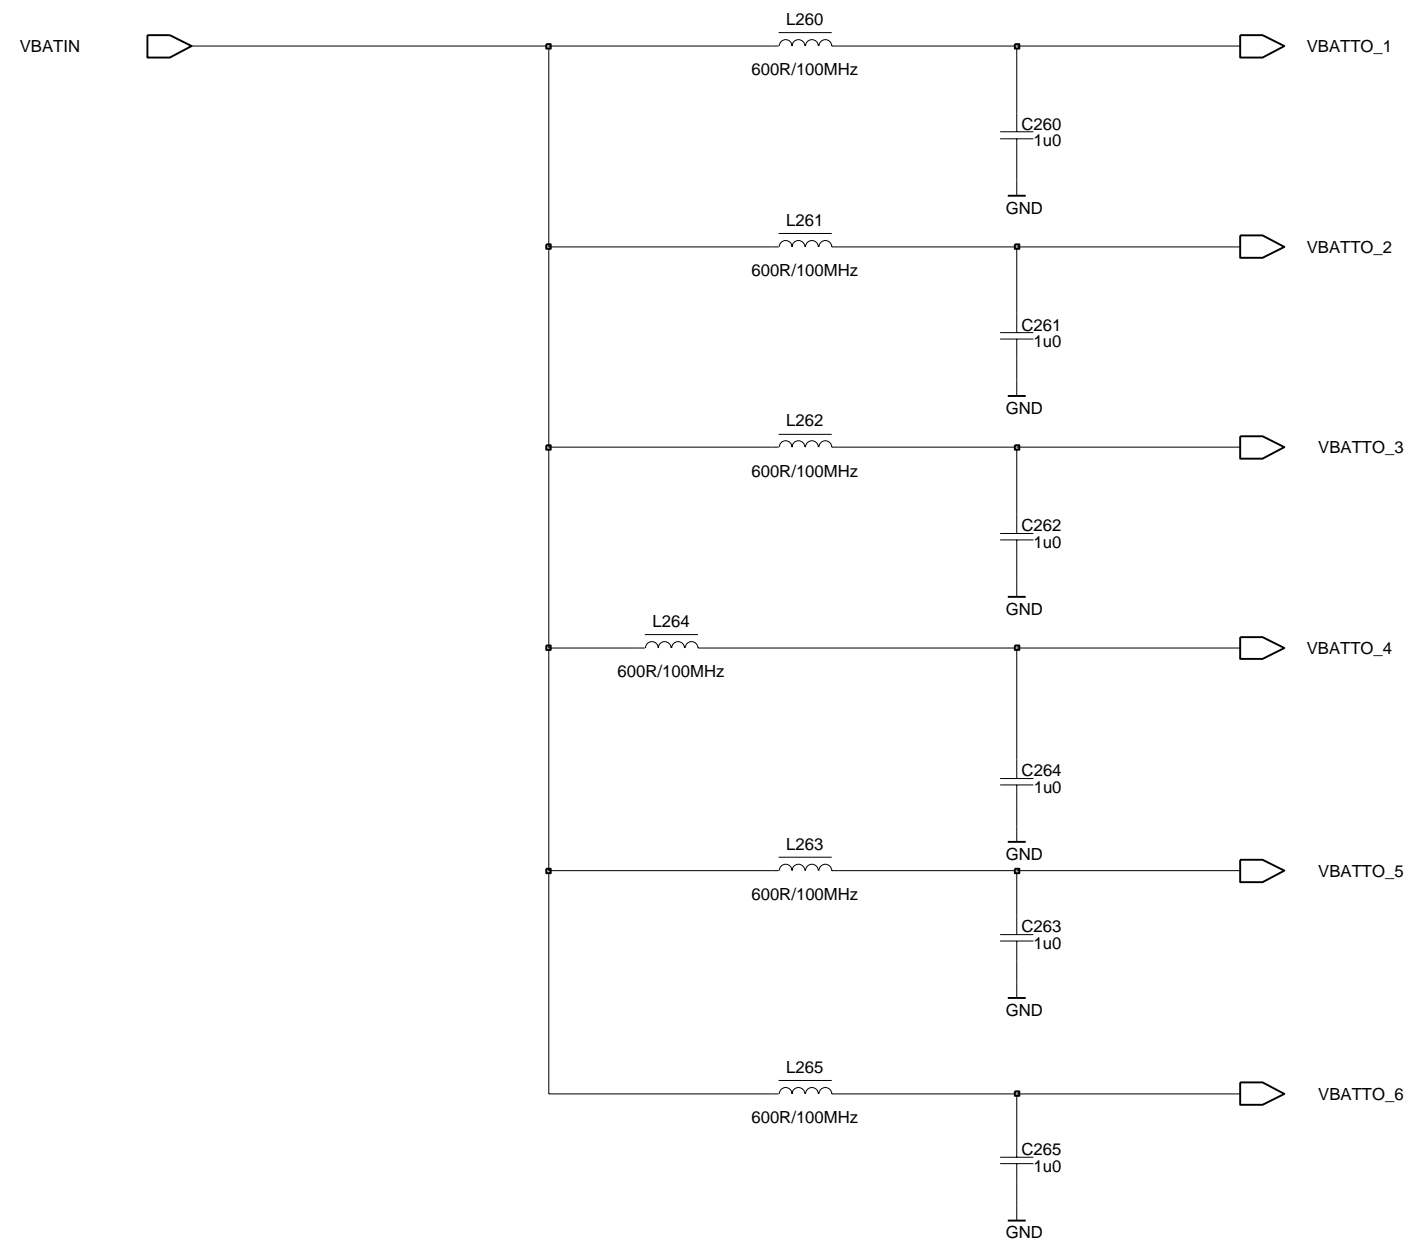 L260
VBATIN
VBATTO_1
600R/100MHz
C260
1u0
GND
L261
VBATTO_2
600R/100MHz
C261
1u0
GND
L262
VBATTO_3
600R/100MHz
C262
1u0
GND
L264
VBATTO_4
600R/100MHz
C264
1u0
GND
L263
VBATTO_5
600R/100MHz
C263
1u0
GND
L265
VBATTO_6
600R/100MHz
C265
1u0
GND